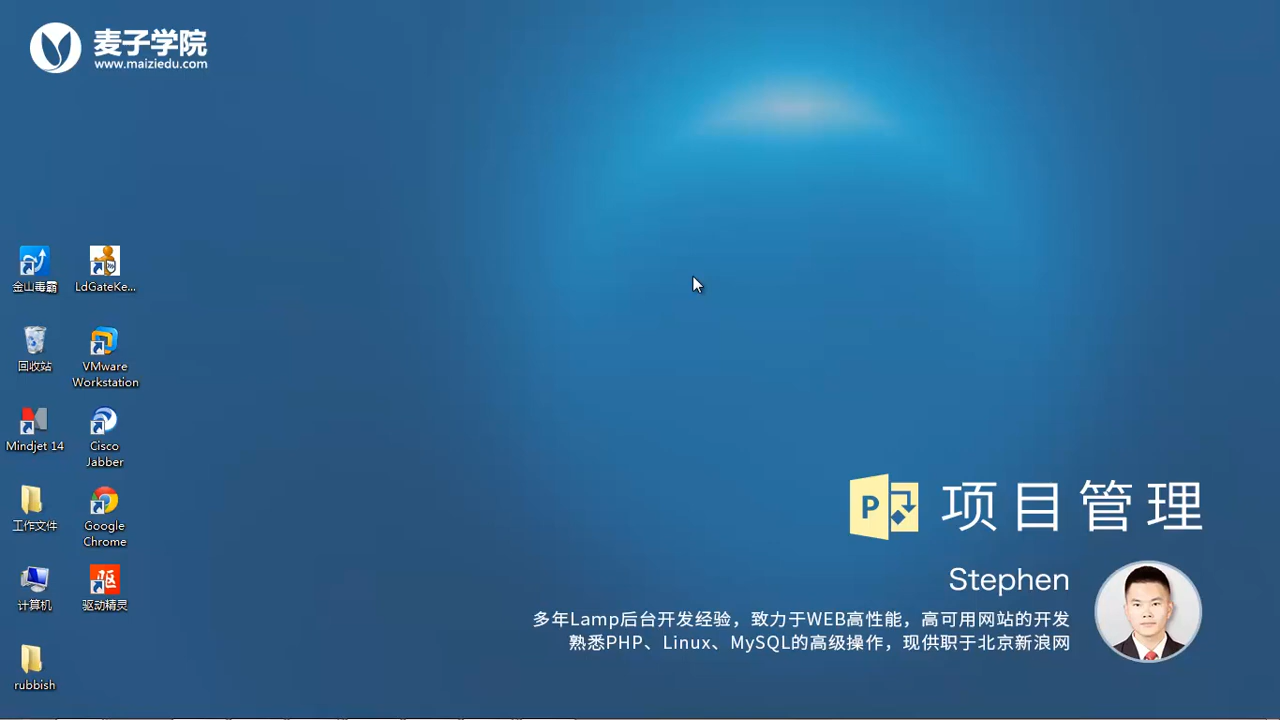 麦子学院
www.maiziedu.com
金山毒霸
LdGateKe...
回收站
VMware
Workstation
Mindjet 14
Cisco
Jabber
工作文件
Google
Chrome
计算机
驱
驱动精灵
rubbish
P
项目管理
Stephen
多年Lamp后台开发经验，致力于WEB高性能，高可用网站的开发
熟悉PHP、Linux、MySQL的高级操作，现供职于北京新浪网